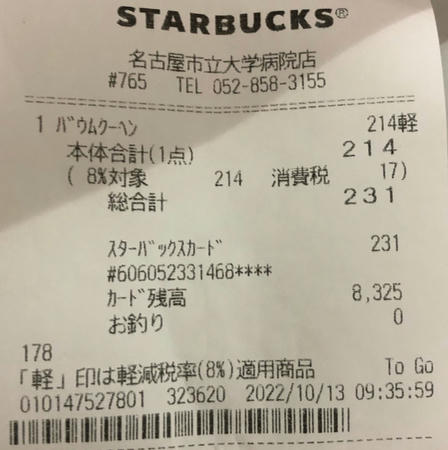 STARBUCKS®
名古屋市立大学病院店
#765 TEL 052-858-3155
1 ﾊﾞｳﾑｸｰﾍﾝ 214軽
本体合計(1点) 214
( 8%対象 214 消費税 17)
総合計 231
ｽﾀｰﾊﾞｯｸｽｶｰﾄﾞ 231
#606052331468****
ｶｰﾄﾞ残高 8,325
お釣り 0
178
「軽」印は軽減税率(8%)適用商品 To Go
010147527801 323620 2022/10/13 09:35:59